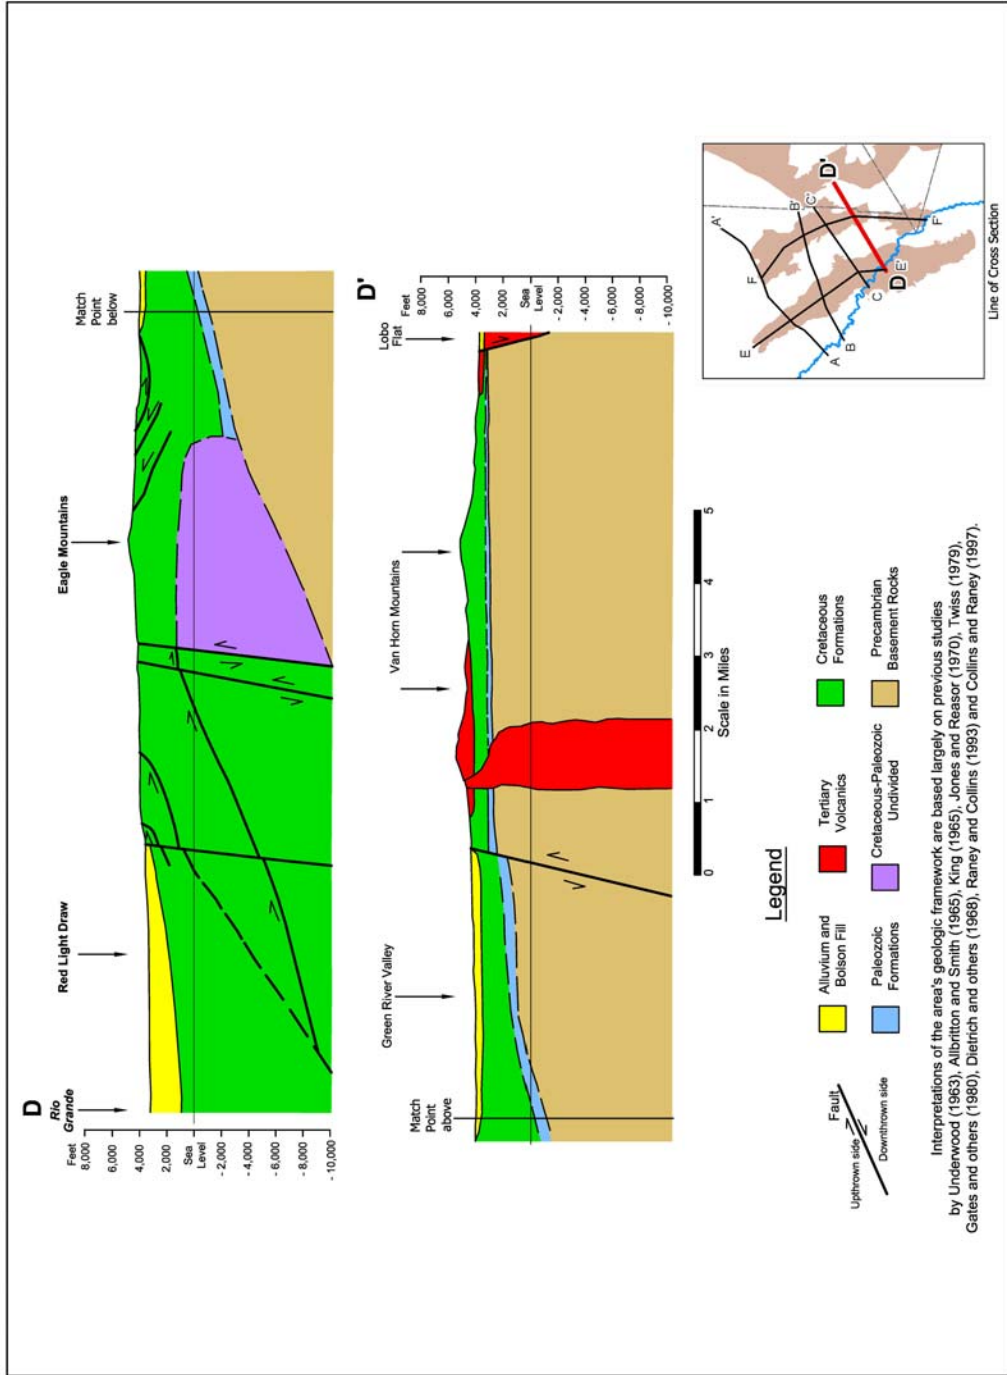 D
Rio
Grande
Red Light Draw
Eagle Mountains
Match
Point
below
Feet
8,000
6,000
4,000
2,000
Sea
Level
- 2,000
- 4,000
- 6,000
- 8,000
- 10,000
D'
Match
Point
above
Green River Valley
Van Horn Mountains
Lobo
Flat
Feet
8,000
6,000
4,000
2,000
Sea
Level
- 2,000
- 4,000
- 6,000
- 8,000
- 10,000
0
1
2
3
4
5
Scale in Miles
Legend
Upthrown side
Fault
Downthrown side
Alluvium and
Bolson Fill
Tertiary
Volcanics
Cretaceous
Formations
Paleozoic
Formations
Cretaceous-Paleozoic
Undivided
Precambrian
Basement Rocks
Interpretations of the area's geologic framework are based largely on previous studies
by Underwood (1963), Allbritton and Smith (1965), King (1965), Jones and Reasor (1970), Twiss (1979),
Gates and others (1980), Dietrich and others (1968), Raney and Collins (1993) and Collins and Raney (1997).
A'
B'
C'
D'
F
E
A
B
C
D
E'
F'
Line of Cross Section